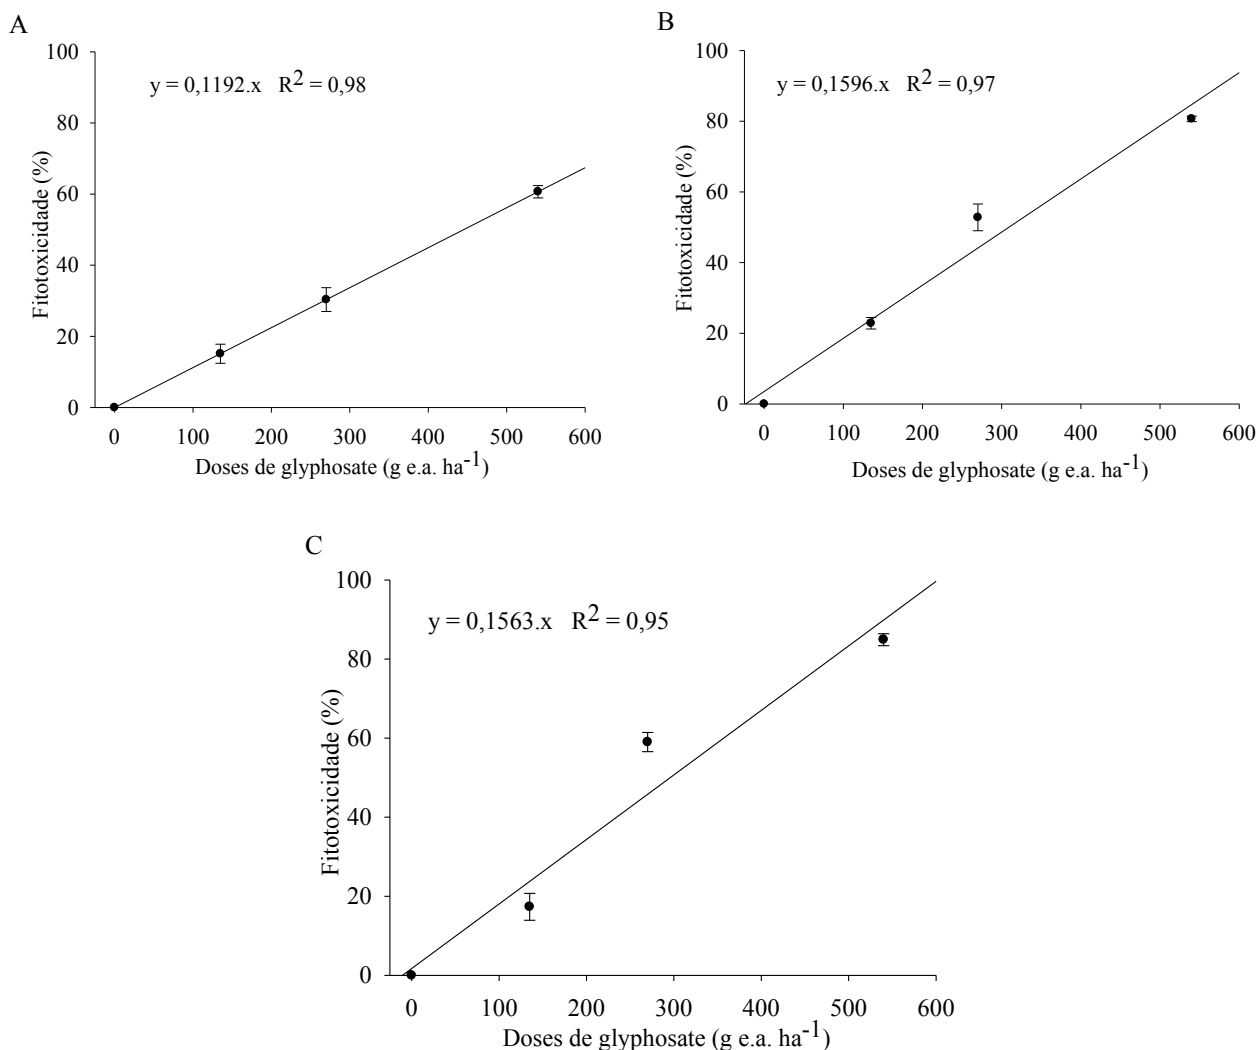 A
y = 0,1192.x R² = 0,98
Fitotoxicidade (%)
100
80
60
40
20
0
0 100 200 300 400 500 600
Doses de glyphosate (g e.a. ha⁻¹)
B
y = 0,1596.x R² = 0,97
Fitotoxicidade (%)
100
80
60
40
20
0
0 100 200 300 400 500 600
Doses de glyphosate (g e.a. ha⁻¹)
C
y = 0,1563.x R² = 0,95
Fitotoxicidade (%)
100
80
60
40
20
0
0 100 200 300 400 500 600
Doses de glyphosate (g e.a. ha⁻¹)